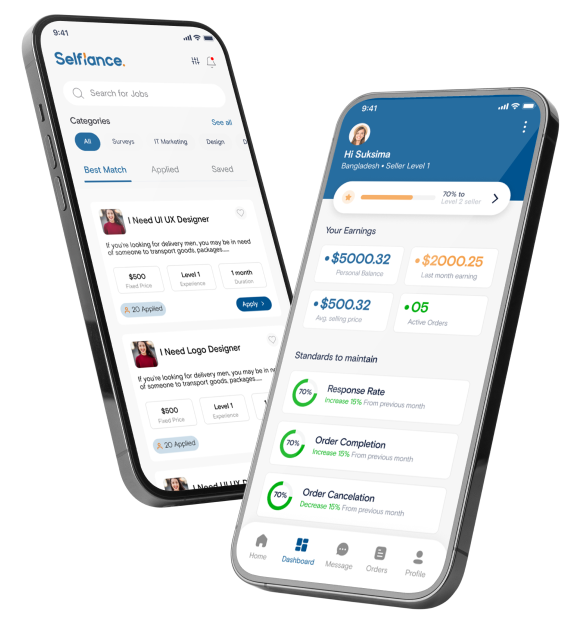 9:41
Selflance.
Search for Jobs
Categories
See all
All
Surveys
IT Marketing
Design
D
Best Match
Applied
Saved
I Need UI UX Designer
If you're looking for delivery men, you may be in need
of someone to transport goods, packages.....
$500
Fixed Price
Level 1
Experience
1 month
Duration
20 Applied
Apply >
I Need Logo Designer
If you're looking for delivery men, you may be in ne
of someone to transport goods, packages.....
$500
Fixed Price
Level 1
Experience
1
20 Applied
I Need UI UX D
9:41
Hi Suksima
Bangladesh • Seller Level 1
70% to
Level 2 seller
Your Earnings
$5000.32
Personal Balance
$2000.25
Last month earning
$500.32
Avg. selling price
05
Active Orders
Standards to maintain
70%
Response Rate
Increase 15% From previous month
70%
Order Completion
Increase 15% From previous month
70%
Order Cancelation
Decrease 15% From previous month
Home
Dashboard
Message
Orders
Profile